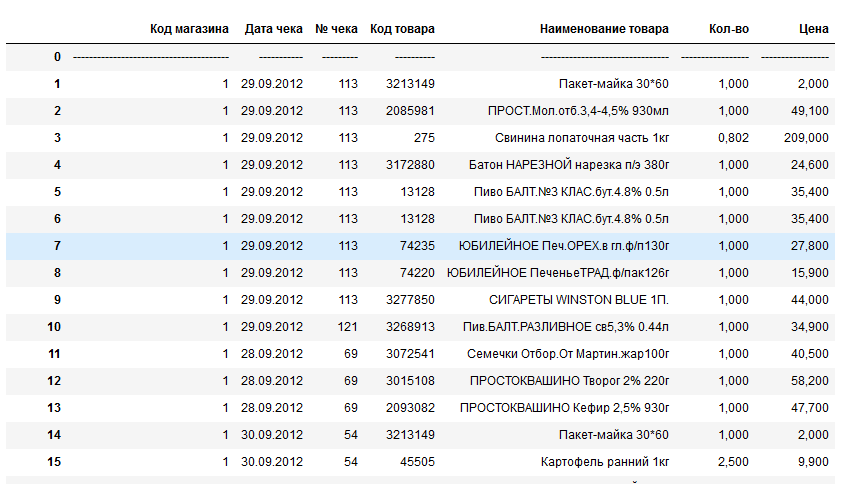 Код магазина Дата чека № чека Код товара Наименование товара Кол-во Цена
0 --------------------------------------- ----------- --------- ---------- -------------------------------- ----------------- -----------------
1 1 29.09.2012 113 3213149 Пакет-майка 30*60 1,000 2,000
2 1 29.09.2012 113 2085981 ПРОСТ.Мол.отб.3,4-4,5% 930мл 1,000 49,100
3 1 29.09.2012 113 275 Свинина лопаточная часть 1кг 0,802 209,000
4 1 29.09.2012 113 3172880 Батон НАРЕЗНОЙ нарезка п/э 380г 1,000 24,600
5 1 29.09.2012 113 13128 Пиво БАЛТ.№3 КЛАС.бут.4.8% 0.5л 1,000 35,400
6 1 29.09.2012 113 13128 Пиво БАЛТ.№3 КЛАС.бут.4.8% 0.5л 1,000 35,400
7 1 29.09.2012 113 74235 ЮБИЛЕЙНОЕ Печ.ОРЕХ.в гл.ф/п130г 1,000 27,800
8 1 29.09.2012 113 74220 ЮБИЛЕЙНОЕ ПеченьеТРАД.ф/пак126г 1,000 15,900
9 1 29.09.2012 113 3277850 СИГАРЕТЫ WINSTON BLUE 1П. 1,000 44,000
10 1 29.09.2012 121 3268913 Пив.БАЛТ.РАЗЛИВНОЕ св5,3% 0.44л 1,000 34,900
11 1 28.09.2012 69 3072541 Семечки Отбор.От Мартин.жар100г 1,000 40,500
12 1 28.09.2012 69 3015108 ПРОСТОКВАШИНО Творог 2% 220г 1,000 58,200
13 1 28.09.2012 69 2093082 ПРОСТОКВАШИНО Кефир 2,5% 930г 1,000 47,700
14 1 30.09.2012 54 3213149 Пакет-майка 30*60 1,000 2,000
15 1 30.09.2012 54 45505 Картофель ранний 1кг 2,500 9,900